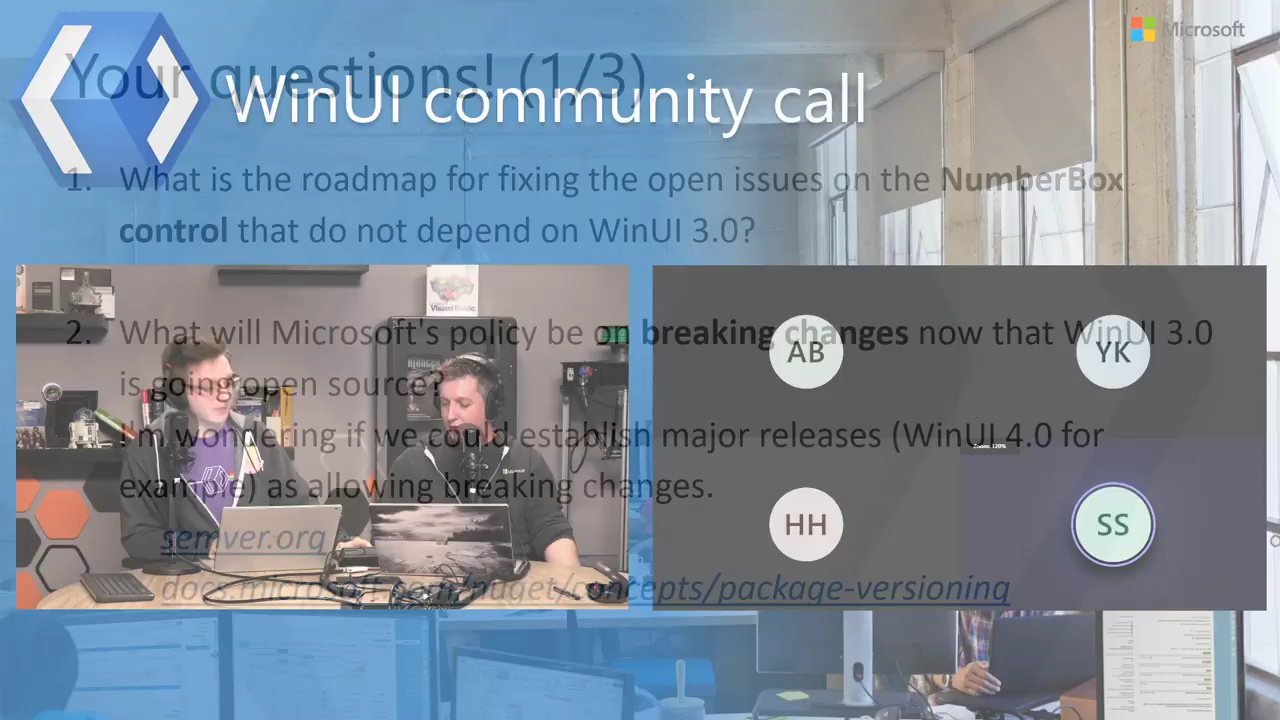 Microsoft
Your questions! (1/3)
WinUI community call
1. What is the roadmap for fixing the open issues on the NumberBox
control that do not depend on WinUI 3.0?
2. What will Microsoft's policy be on breaking changes now that WinUI 3.0
is going open source?
I'm wondering if we could establish major releases (WinUI 4.0 for
example) as allowing breaking changes.
semver.org
docs.microsoft.com/nuget/concepts/package-versioning
AB
YK
HH
SS
Zoom: 120%